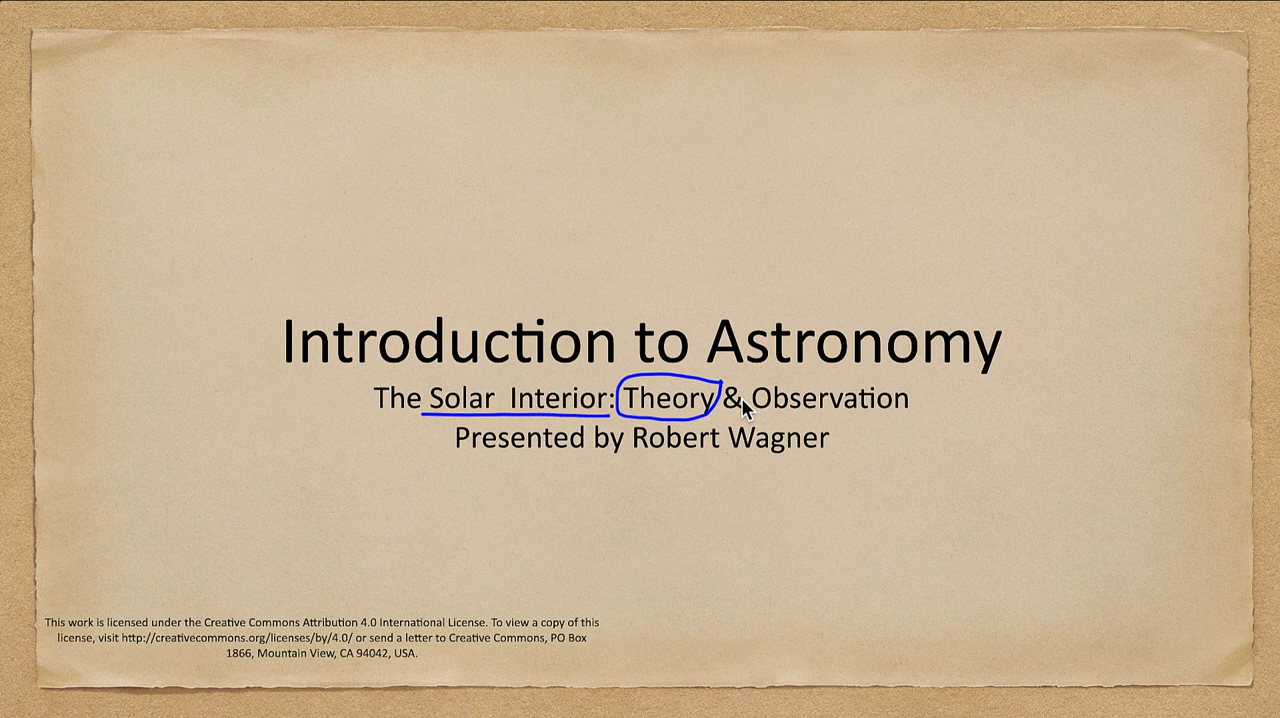 Introduction to Astronomy
The Solar Interior: Theory & Observation
Presented by Robert Wagner
This work is licensed under the Creative Commons Attribution 4.0 International License. To view a copy of this
license, visit http://creativecommons.org/licenses/by/4.0/ or send a letter to Creative Commons, PO Box
1866, Mountain View, CA 94042, USA.